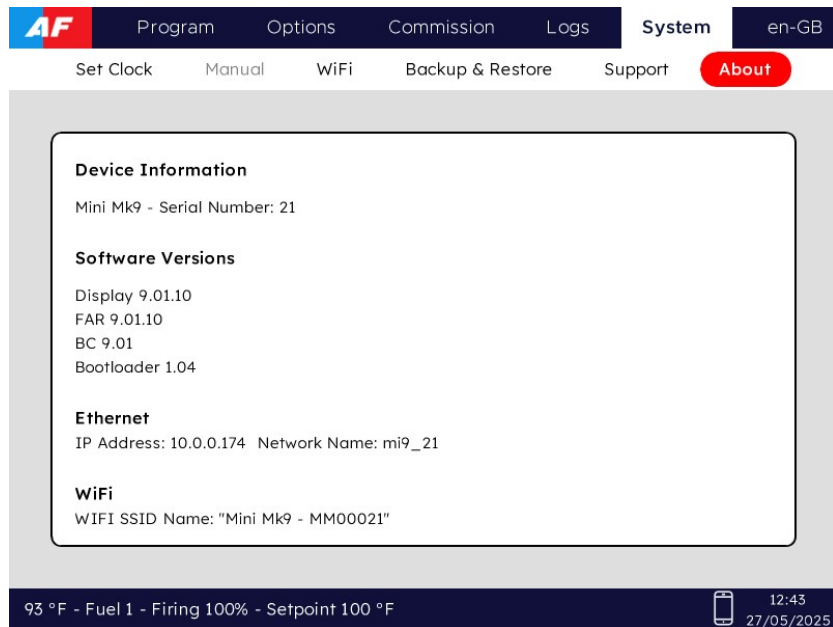 AF Program Options Commission Logs System en-GB
Set Clock Manual WiFi Backup & Restore Support About
Device Information
Mini Mk9 - Serial Number: 21
Software Versions
Display 9.01.10
FAR 9.01.10
BC 9.01
Bootloader 1.04
Ethernet
IP Address: 10.0.0.174 Network Name: mi9_21
WiFi
WIFI SSID Name: "Mini Mk9 - MM00021"
93 °F - Fuel 1 - Firing 100% - Setpoint 100 °F
12:43
27/05/2025